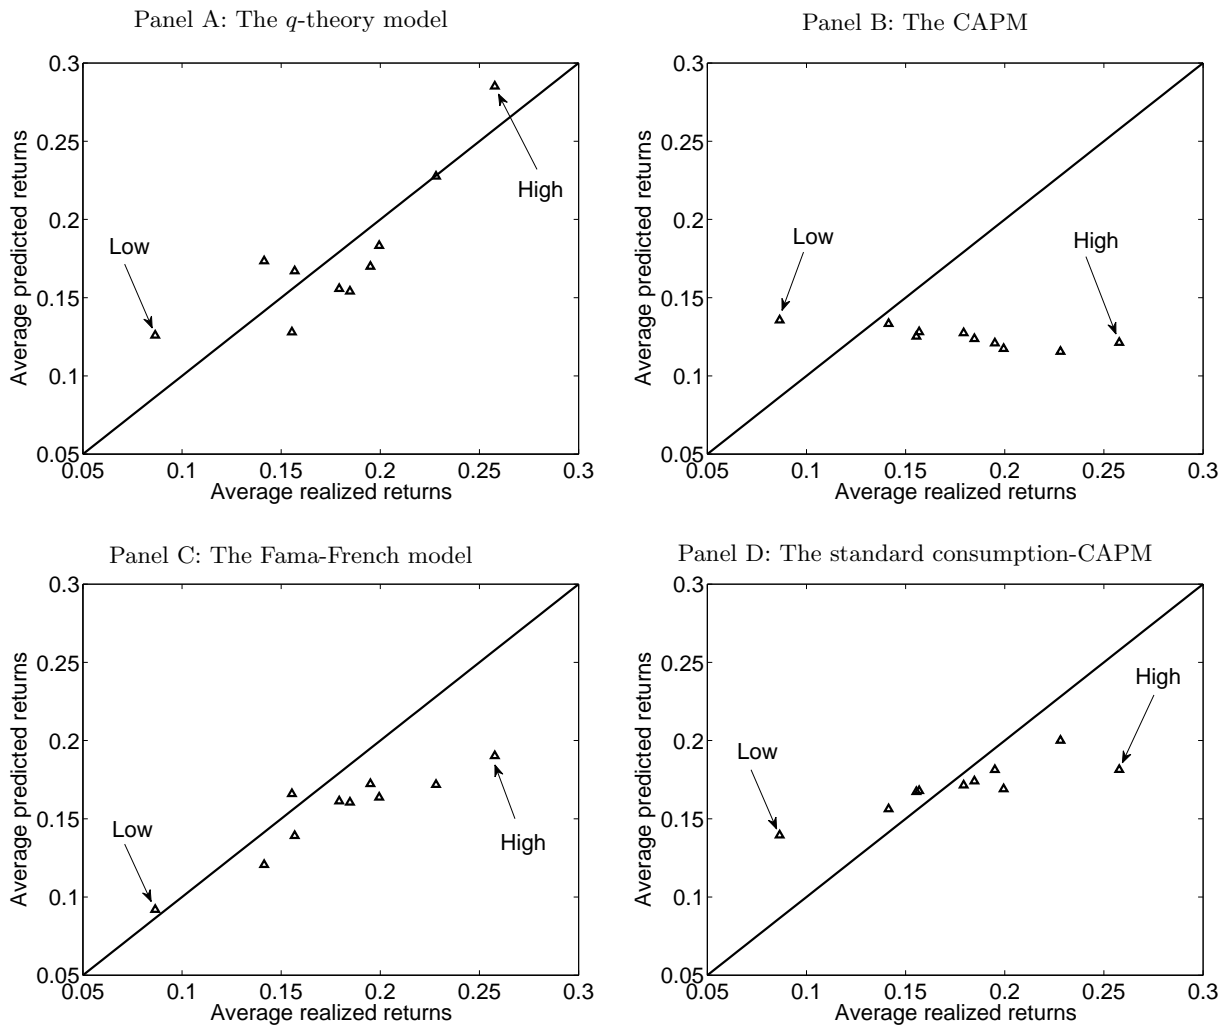 Panel A: The q-theory model
0.3
0.25
0.2
0.15
0.1
0.05
Average predicted returns
Low
High
0.05 0.1 0.15 0.2 0.25 0.3
Average realized returns
Panel B: The CAPM
0.3
0.25
0.2
0.15
0.1
0.05
Average predicted returns
Low
High
0.05 0.1 0.15 0.2 0.25 0.3
Average realized returns
Panel C: The Fama-French model
0.3
0.25
0.2
0.15
0.1
0.05
Average predicted returns
Low
High
0.05 0.1 0.15 0.2 0.25 0.3
Average realized returns
Panel D: The standard consumption-CAPM
0.3
0.25
0.2
0.15
0.1
0.05
Average predicted returns
High
Low
0.05 0.1 0.15 0.2 0.25 0.3
Average realized returns